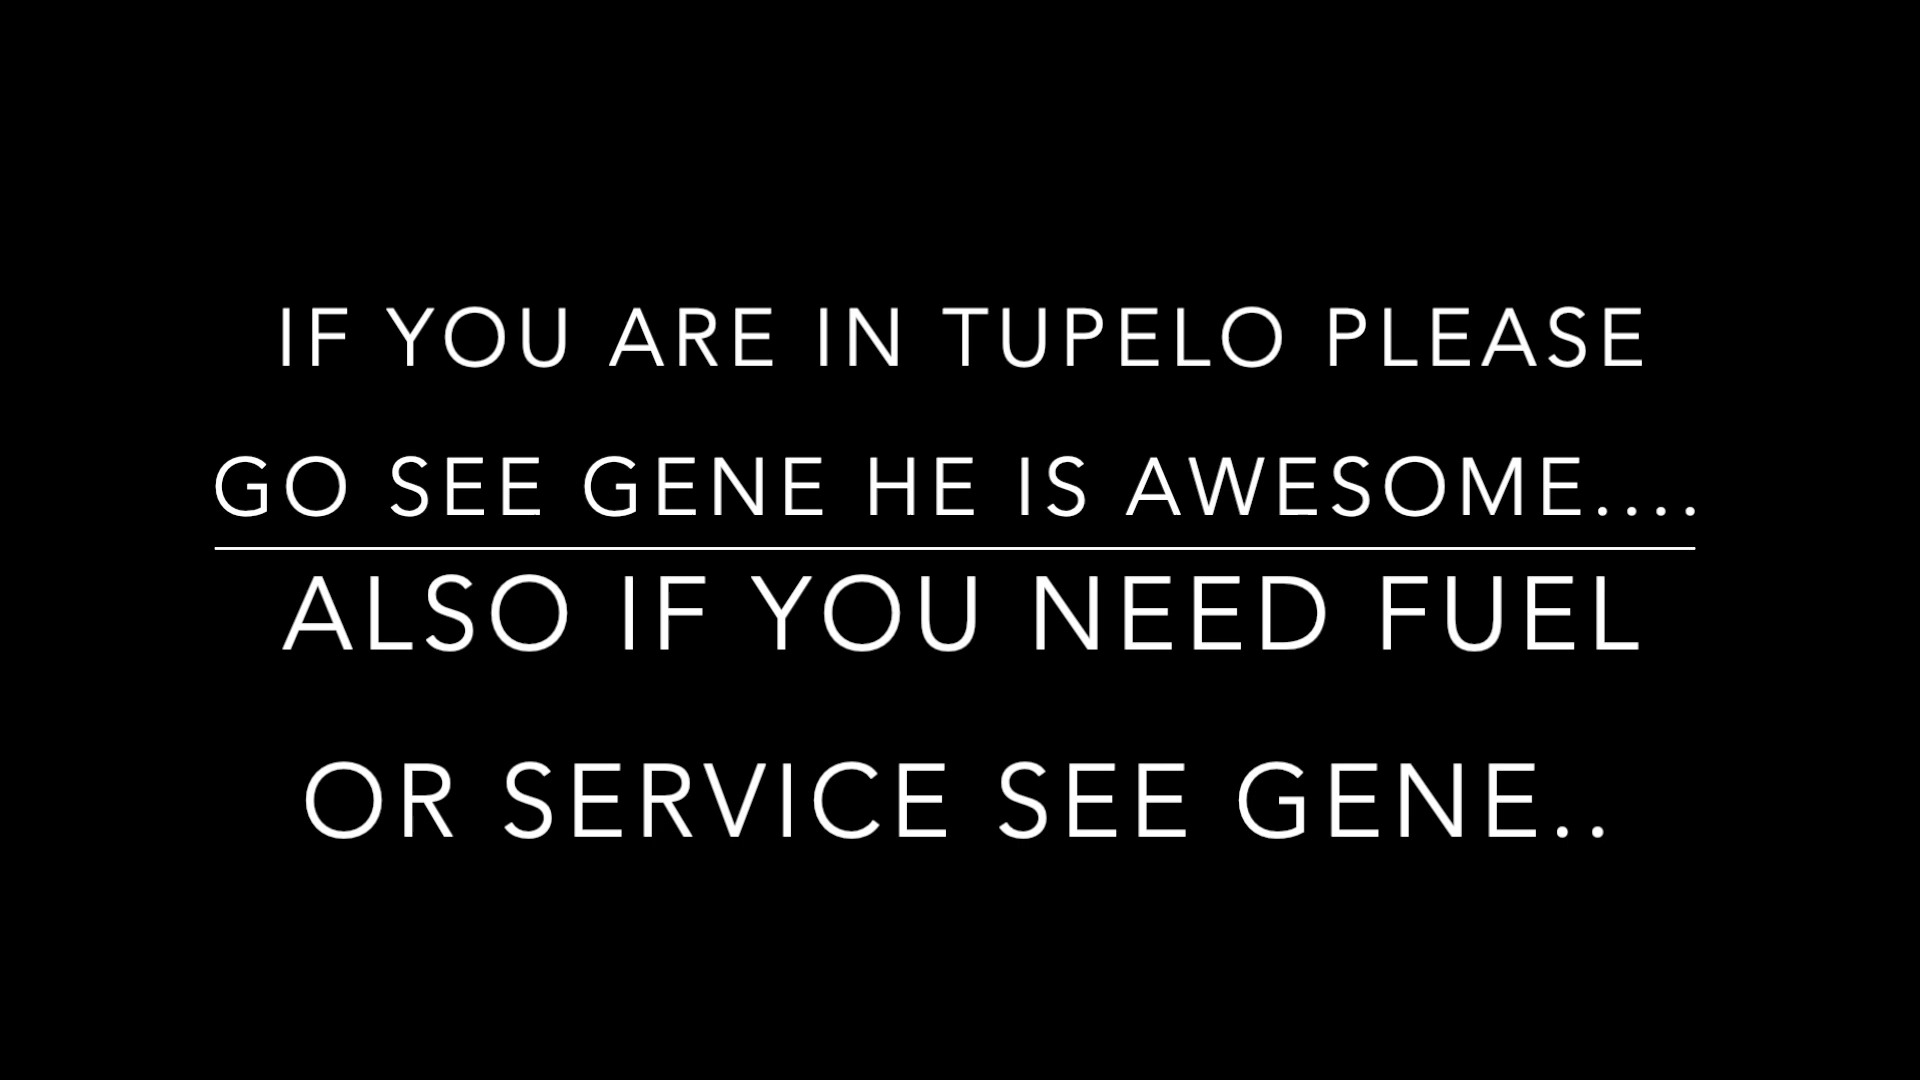 IF YOU ARE IN TUPELO PLEASE
GO SEE GENE HE IS AWESOME....
ALSO IF YOU NEED FUEL
OR SERVICE SEE GENE..